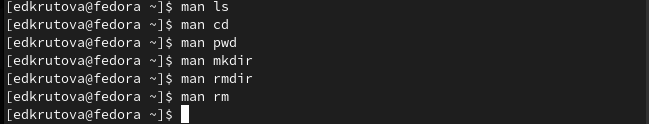 [edkrutova@fedora ~]$ man ls
[edkrutova@fedora ~]$ man cd
[edkrutova@fedora ~]$ man pwd
[edkrutova@fedora ~]$ man mkdir
[edkrutova@fedora ~]$ man rmdir
[edkrutova@fedora ~]$ man rm
[edkrutova@fedora ~]$